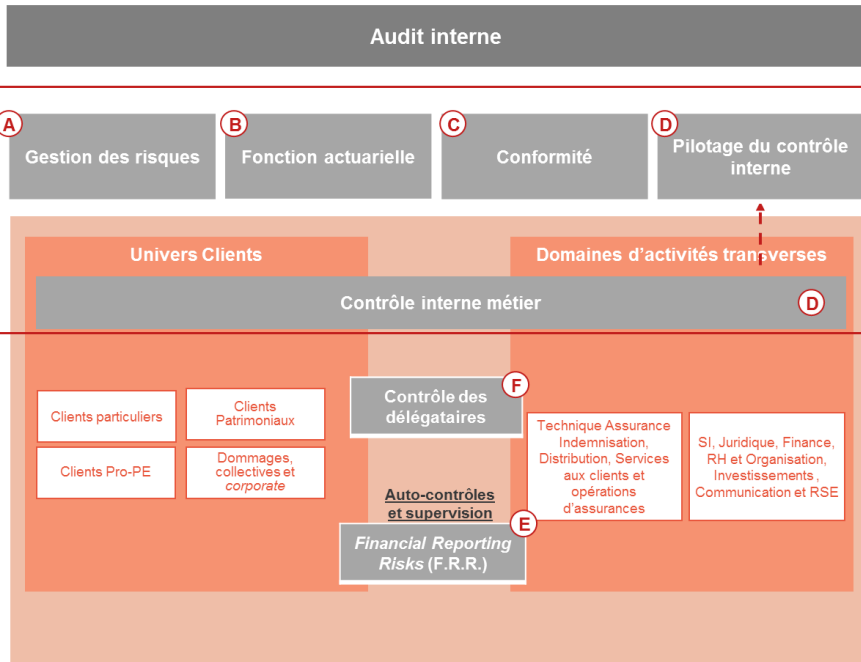 Audit interne
A
Gestion des risques
B
Fonction actuarielle
C
Conformité
D
Pilotage du contrôle
interne
Univers Clients
Domaines d'activités transverses
Contrôle interne métier
D
Clients particuliers
Clients
Patrimoniaux
Clients Pro-PE
Dommages,
collectives et
corporate
F
Contrôle des
délégataires
Auto-contrôles
et supervision
E
Financial Reporting
Risks (F.R.R.)
Technique Assurance
Indemnisation,
Distribution, Services
aux clients et
opérations
d'assurances
SI, Juridique, Finance,
RH et Organisation,
Investissements ,
Communication et RSE